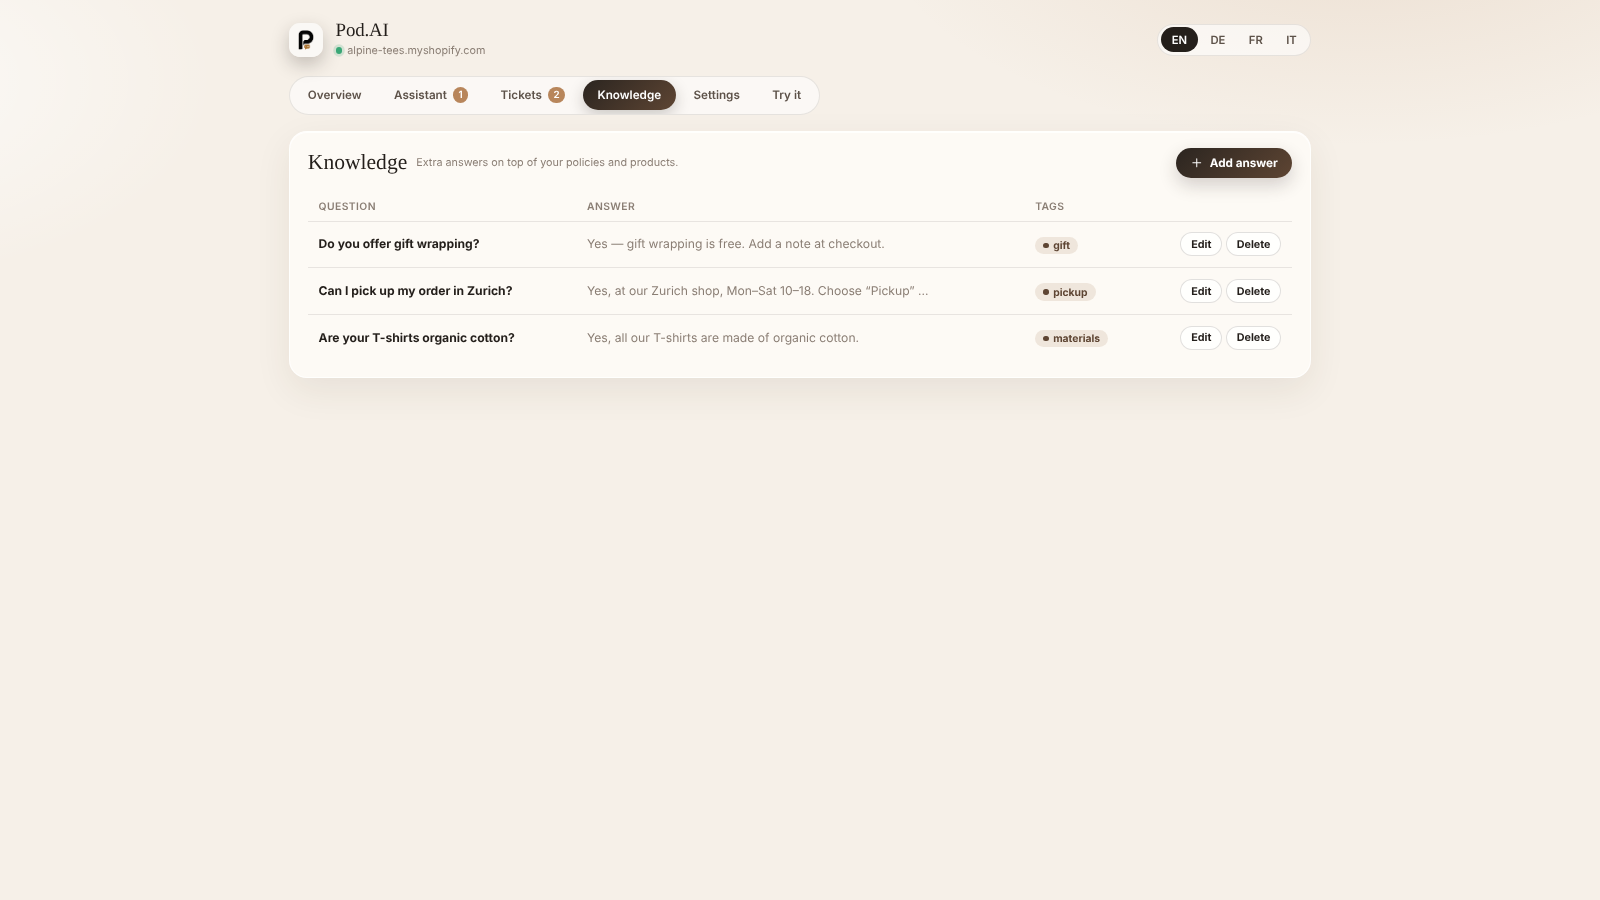 Pod.AI
alpine-tees.myshopify.com
EN DE FR IT
Overview Assistant 1 Tickets 2 Knowledge Settings Try it
Knowledge Extra answers on top of your policies and products.
+ Add answer
QUESTION ANSWER TAGS
Do you offer gift wrapping? Yes — gift wrapping is free. Add a note at checkout. gift Edit Delete
Can I pick up my order in Zurich? Yes, at our Zurich shop, Mon–Sat 10–18. Choose “Pickup” ... pickup Edit Delete
Are your T-shirts organic cotton? Yes, all our T-shirts are made of organic cotton. materials Edit Delete